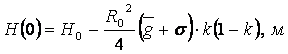 H(0) = H₀ − R₀²/4 (g̅ + σ) · k(1 − k), м